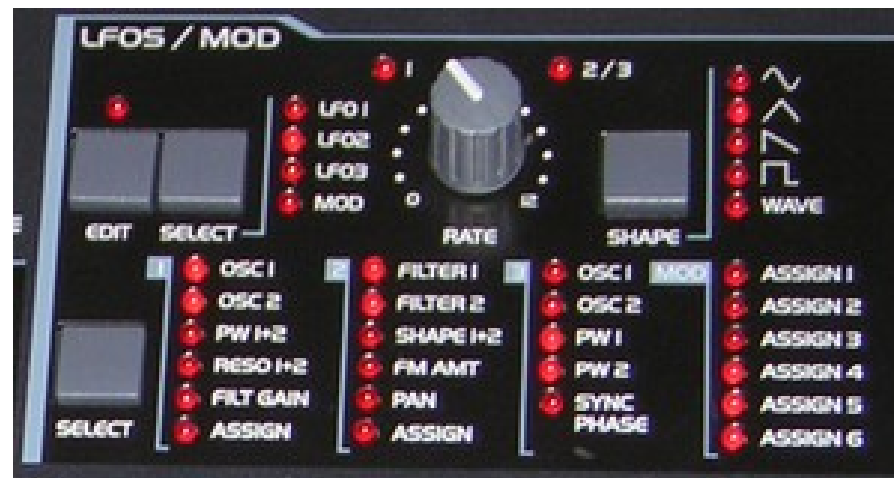 LFOS / MOD
1
2/3
LFO1
LFO2
LFO3
MOD
0
12
EDIT
SELECT
RATE
SHAPE
WAVE
1
OSC 1
OSC 2
PW 1+2
RESO 1+2
FILT GAIN
ASSIGN
2
FILTER 1
FILTER 2
SHAPE 1+2
FM AMT
PAN
ASSIGN
3
OSC 1
OSC 2
PW 1
PW 2
SYNC
PHASE
MOD
ASSIGN 1
ASSIGN 2
ASSIGN 3
ASSIGN 4
ASSIGN 5
ASSIGN 6
SELECT